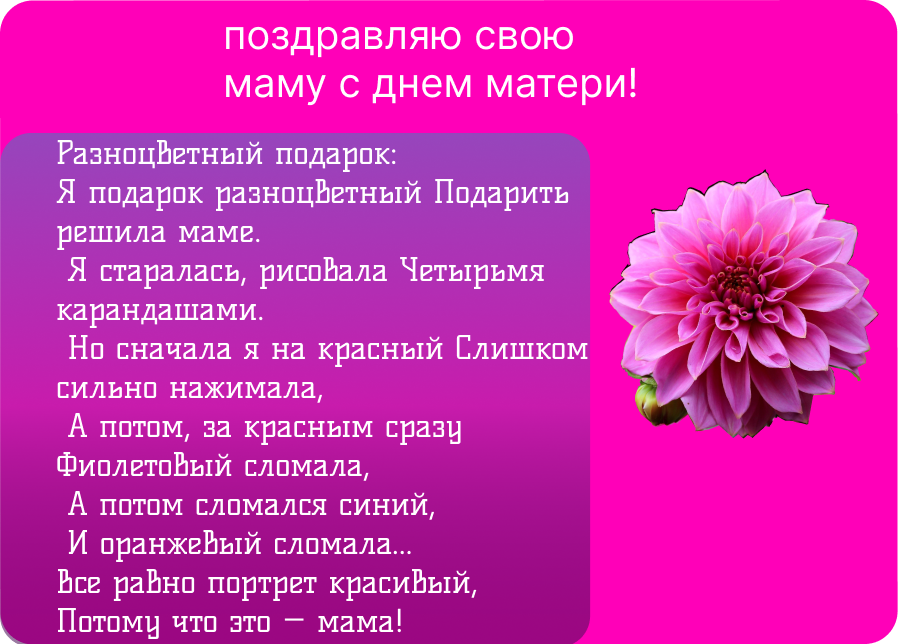 поздравляю свою
маму с днем матери!
Разноцветный подарок:
Я подарок разноцветный Подарить
решила маме.
Я старалась, рисовала Четырьмя
карандашами.
Но сначала я на красный Слишком
сильно нажимала,
А потом, за красным сразу
Фиолетовый сломала,
А потом сломался синий,
И оранжевый сломала...
Все равно портрет красивый,
Потому что это – мама!